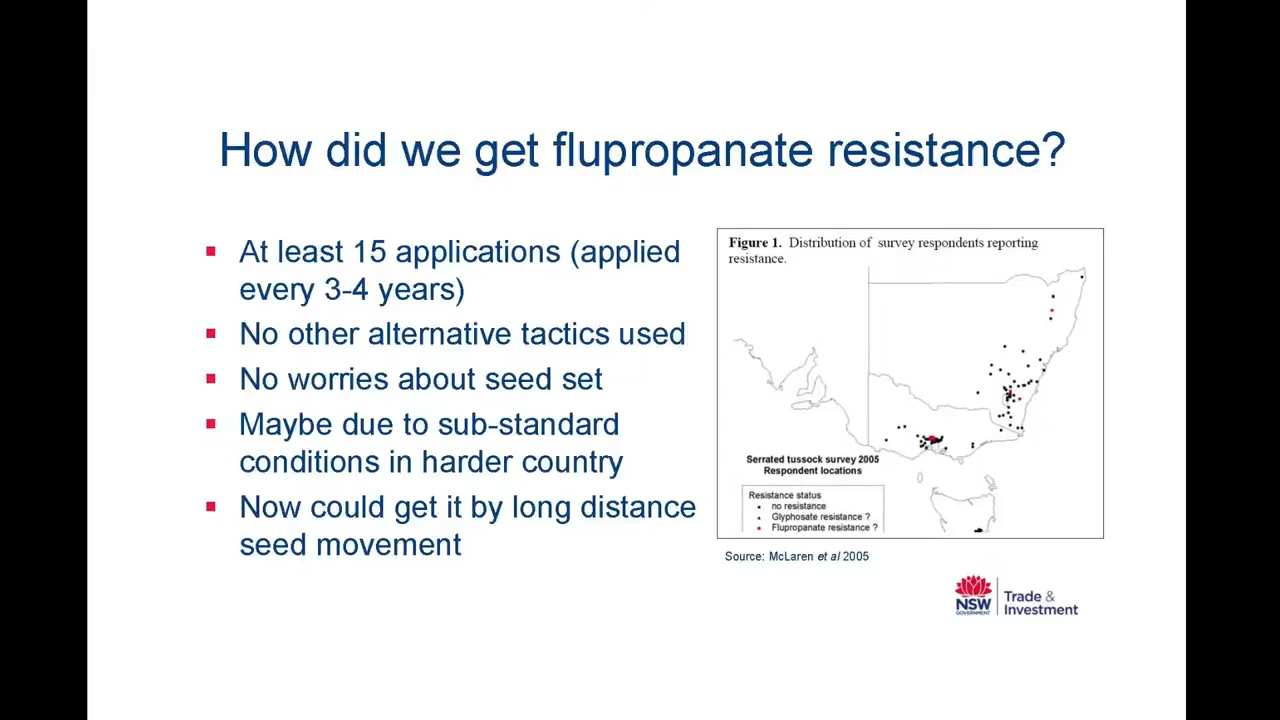 How did we get flupropanate resistance?
▪ At least 15 applications (applied
every 3-4 years)
▪ No other alternative tactics used
▪ No worries about seed set
▪ Maybe due to sub-standard
conditions in harder country
▪ Now could get it by long distance
seed movement
Figure 1. Distribution of survey respondents reporting
resistance.
Serrated tussock survey 2005
Respondent locations
Resistance status
no resistance
Glyphosate resistance ?
Flupropanate resistance ?
Source: McLaren et al 2005
NSW
GOVERNMENT
Trade &
Investment